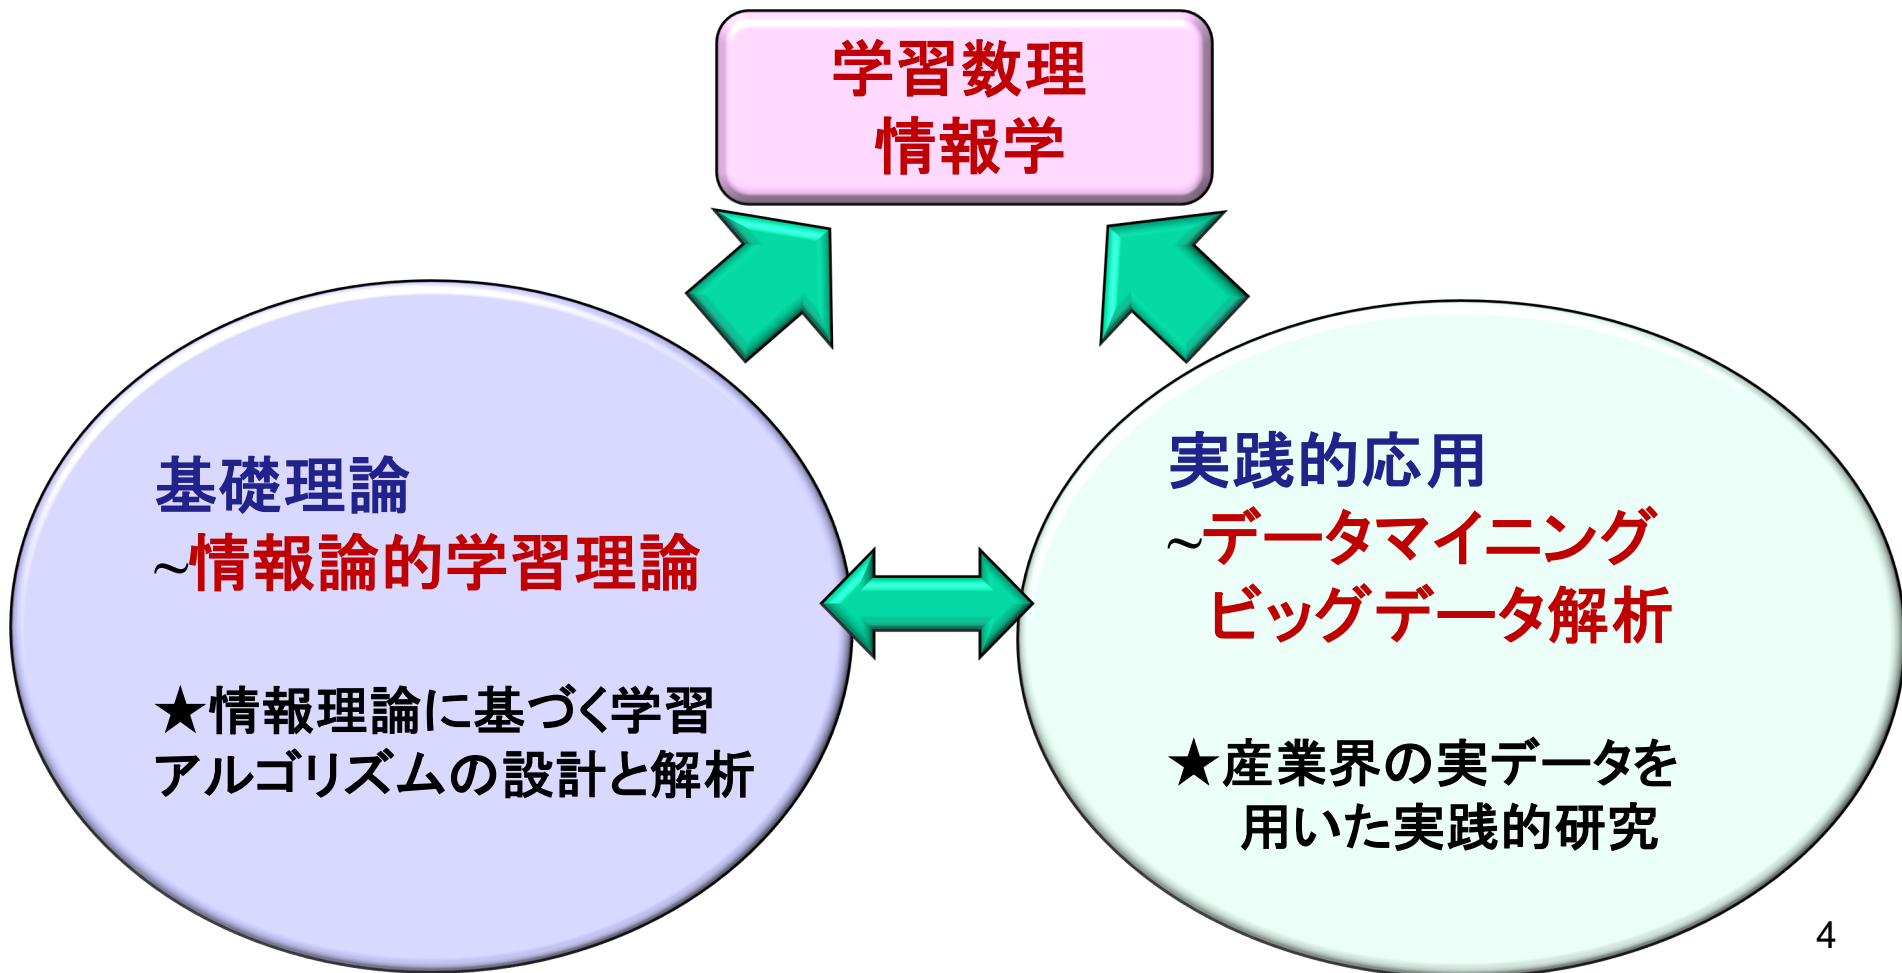 学習数理
情報学
基礎理論
~情報論的学習理論
★情報理論に基づく学習
アルゴリズムの設計と解析
実践的応用
~データマイニング
ビッグデータ解析
★産業界の実データを
用いた実践的研究
4